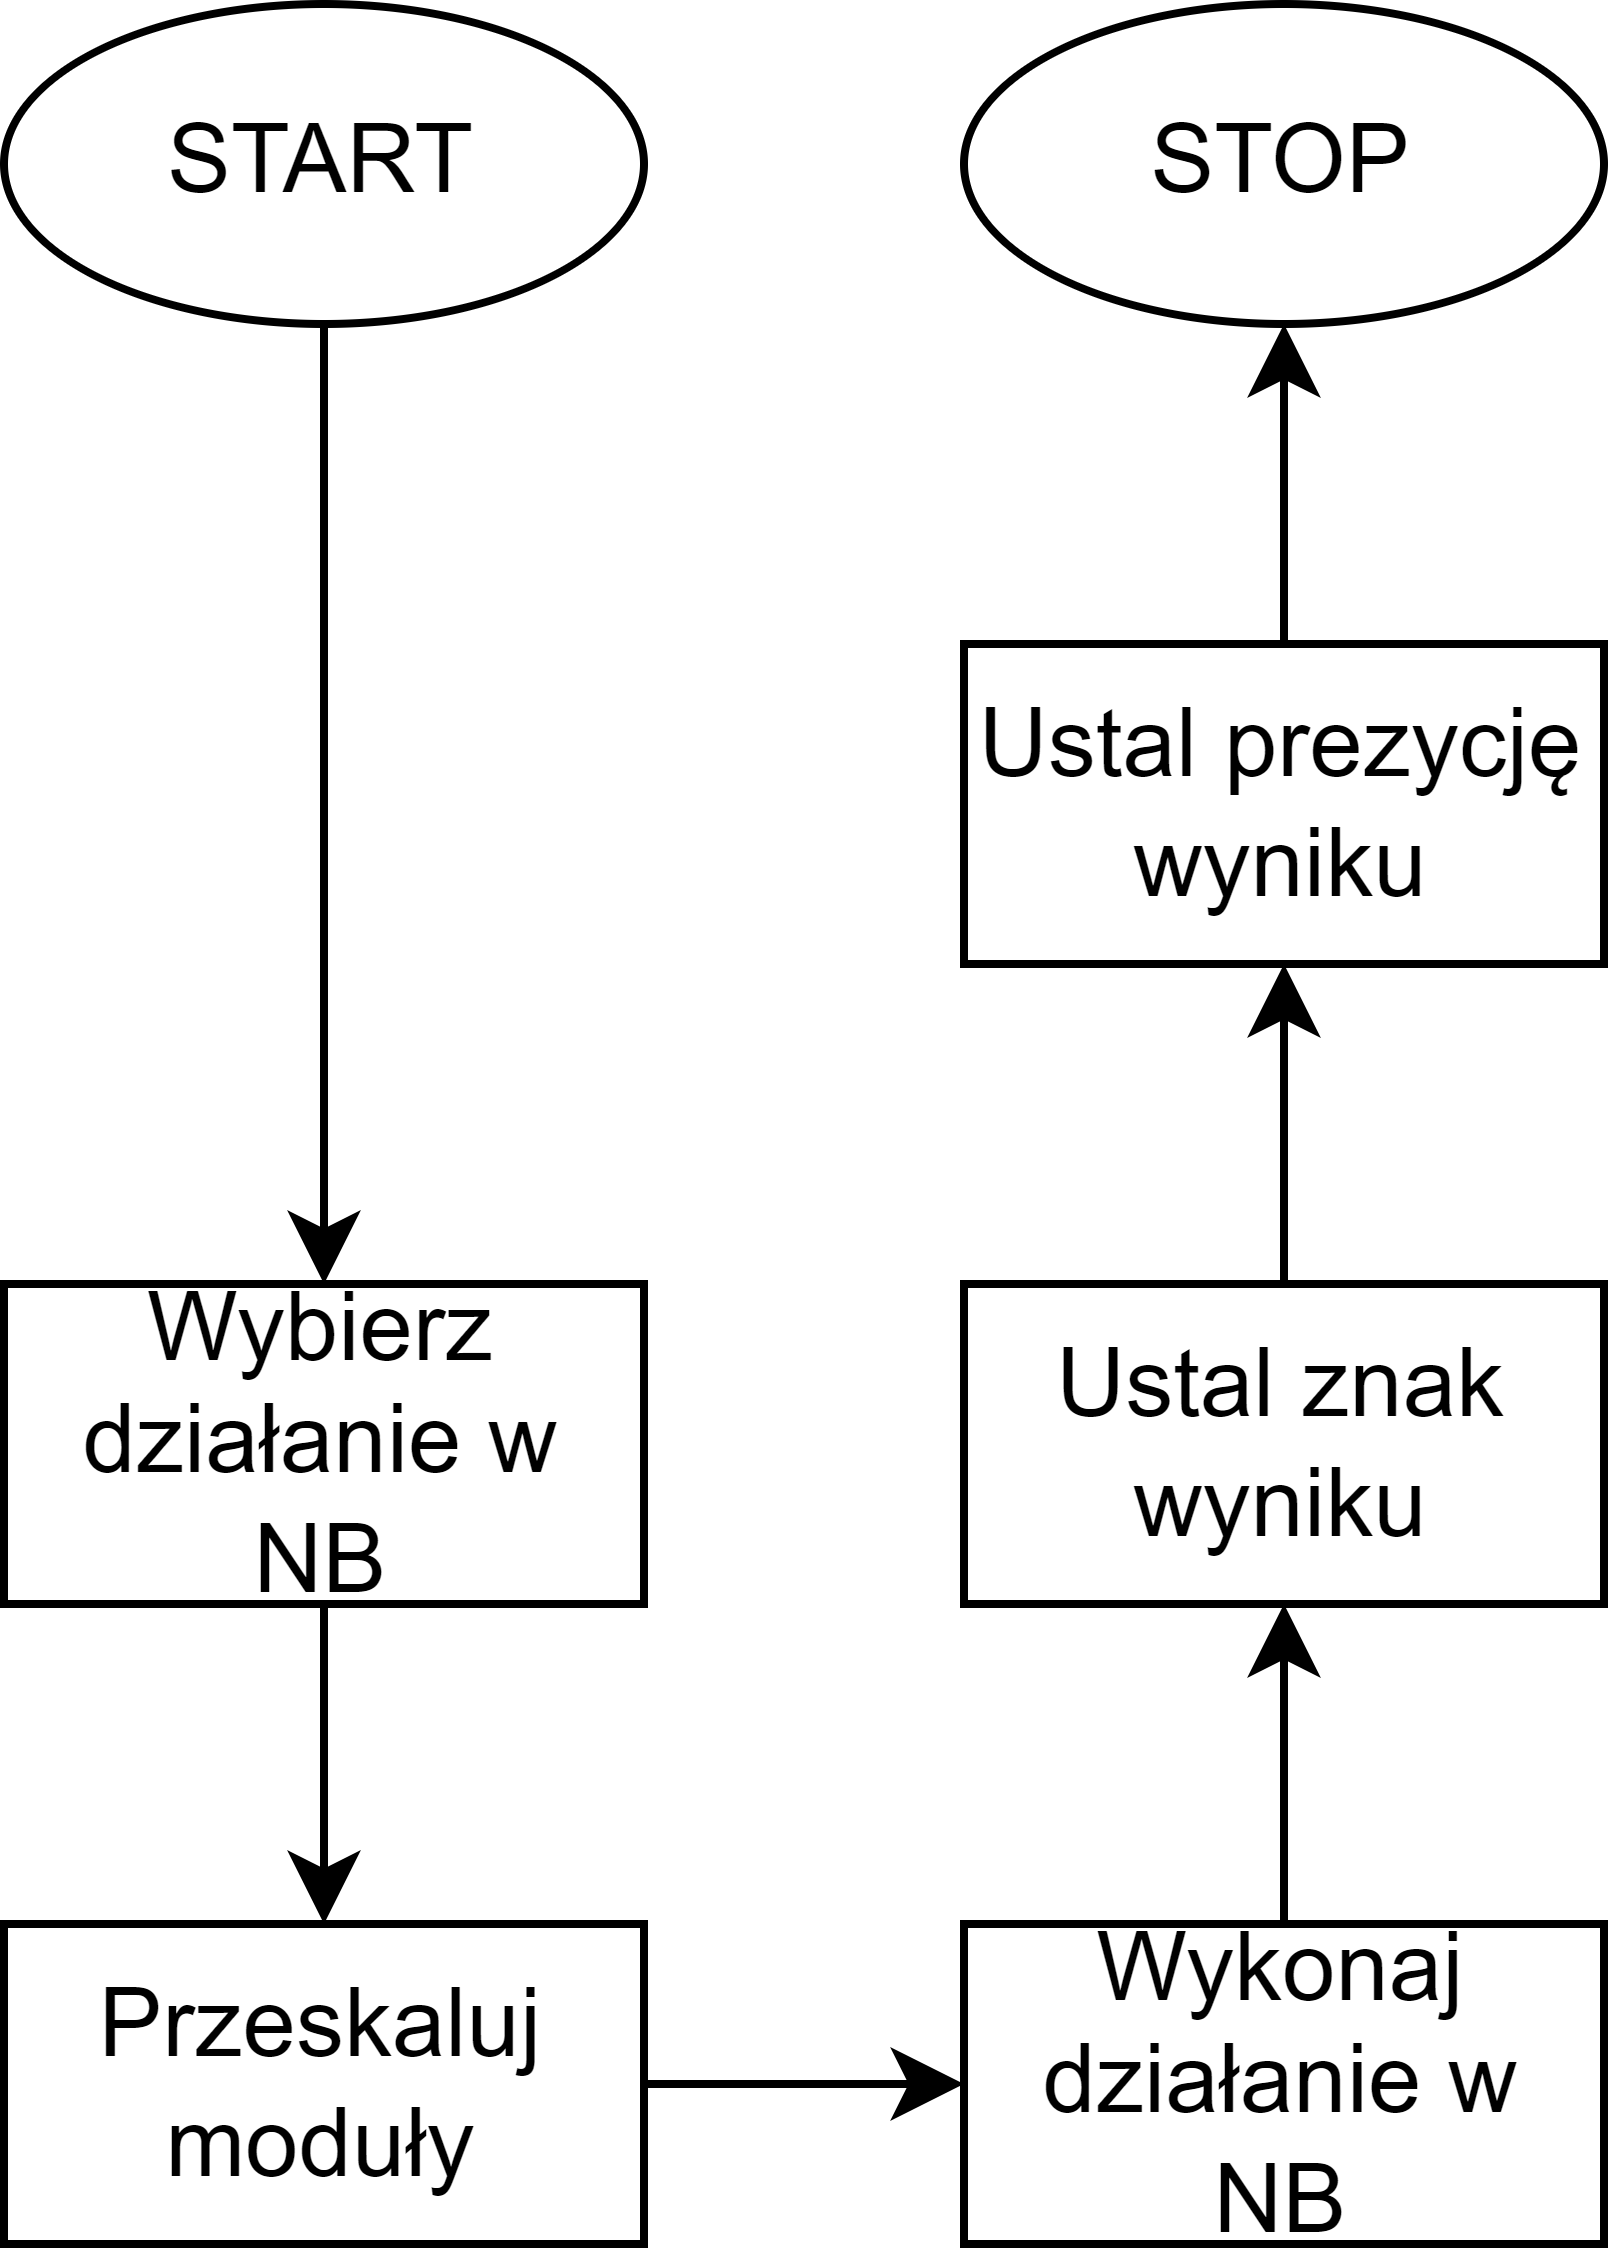 START
Wybierz
działanie w
NB
Przeskaluj
moduły
Wykonaj
działanie w
NB
Ustal znak
wyniku
Ustal prezycję
wyniku
STOP